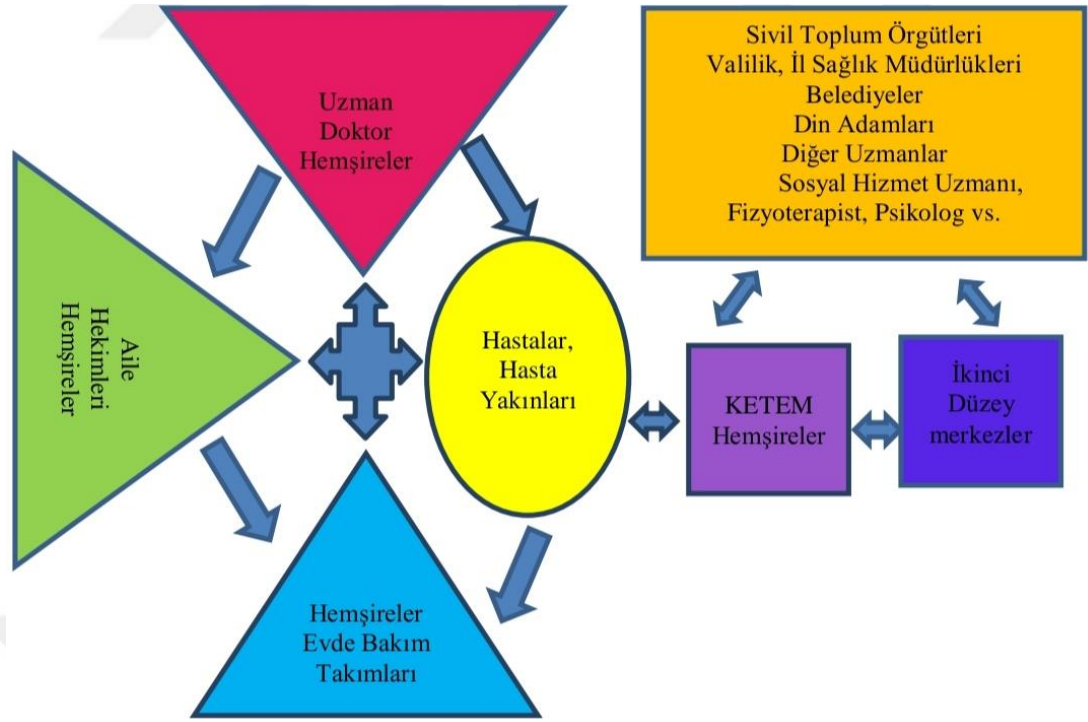 Uzman
Doktor
Hemşireler
Sivil Toplum Örgütleri
Valilik, İl Sağlık Müdürlükleri
Belediyeler
Din Adamları
Diğer Uzmanlar
Sosyal Hizmet Uzmanı,
Fizyoterapist, Psikolog vs.
Aile
Hekimleri
Hemşireler
Hastalar,
Hasta
Yakınları
KETEM
Hemşireler
İkinci
Düzey
merkezler
Hemşireler
Evde Bakım
Takımları